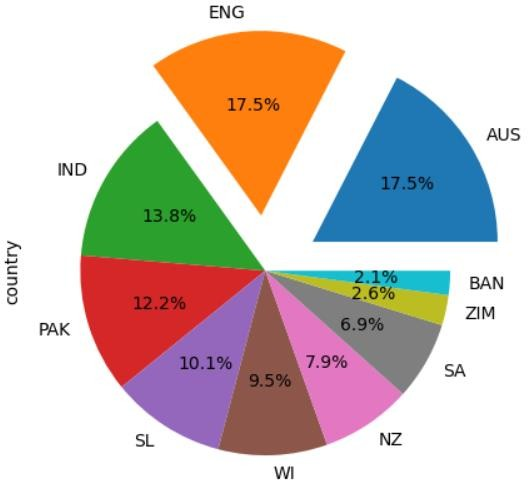 ENG
17.5%
AUS
17.5%
IND
13.8%
country
BAN
2.1%
2.6%
ZIM
PAK
12.2%
6.9%
SA
10.1%
7.9%
9.5%
SL
NZ
WI